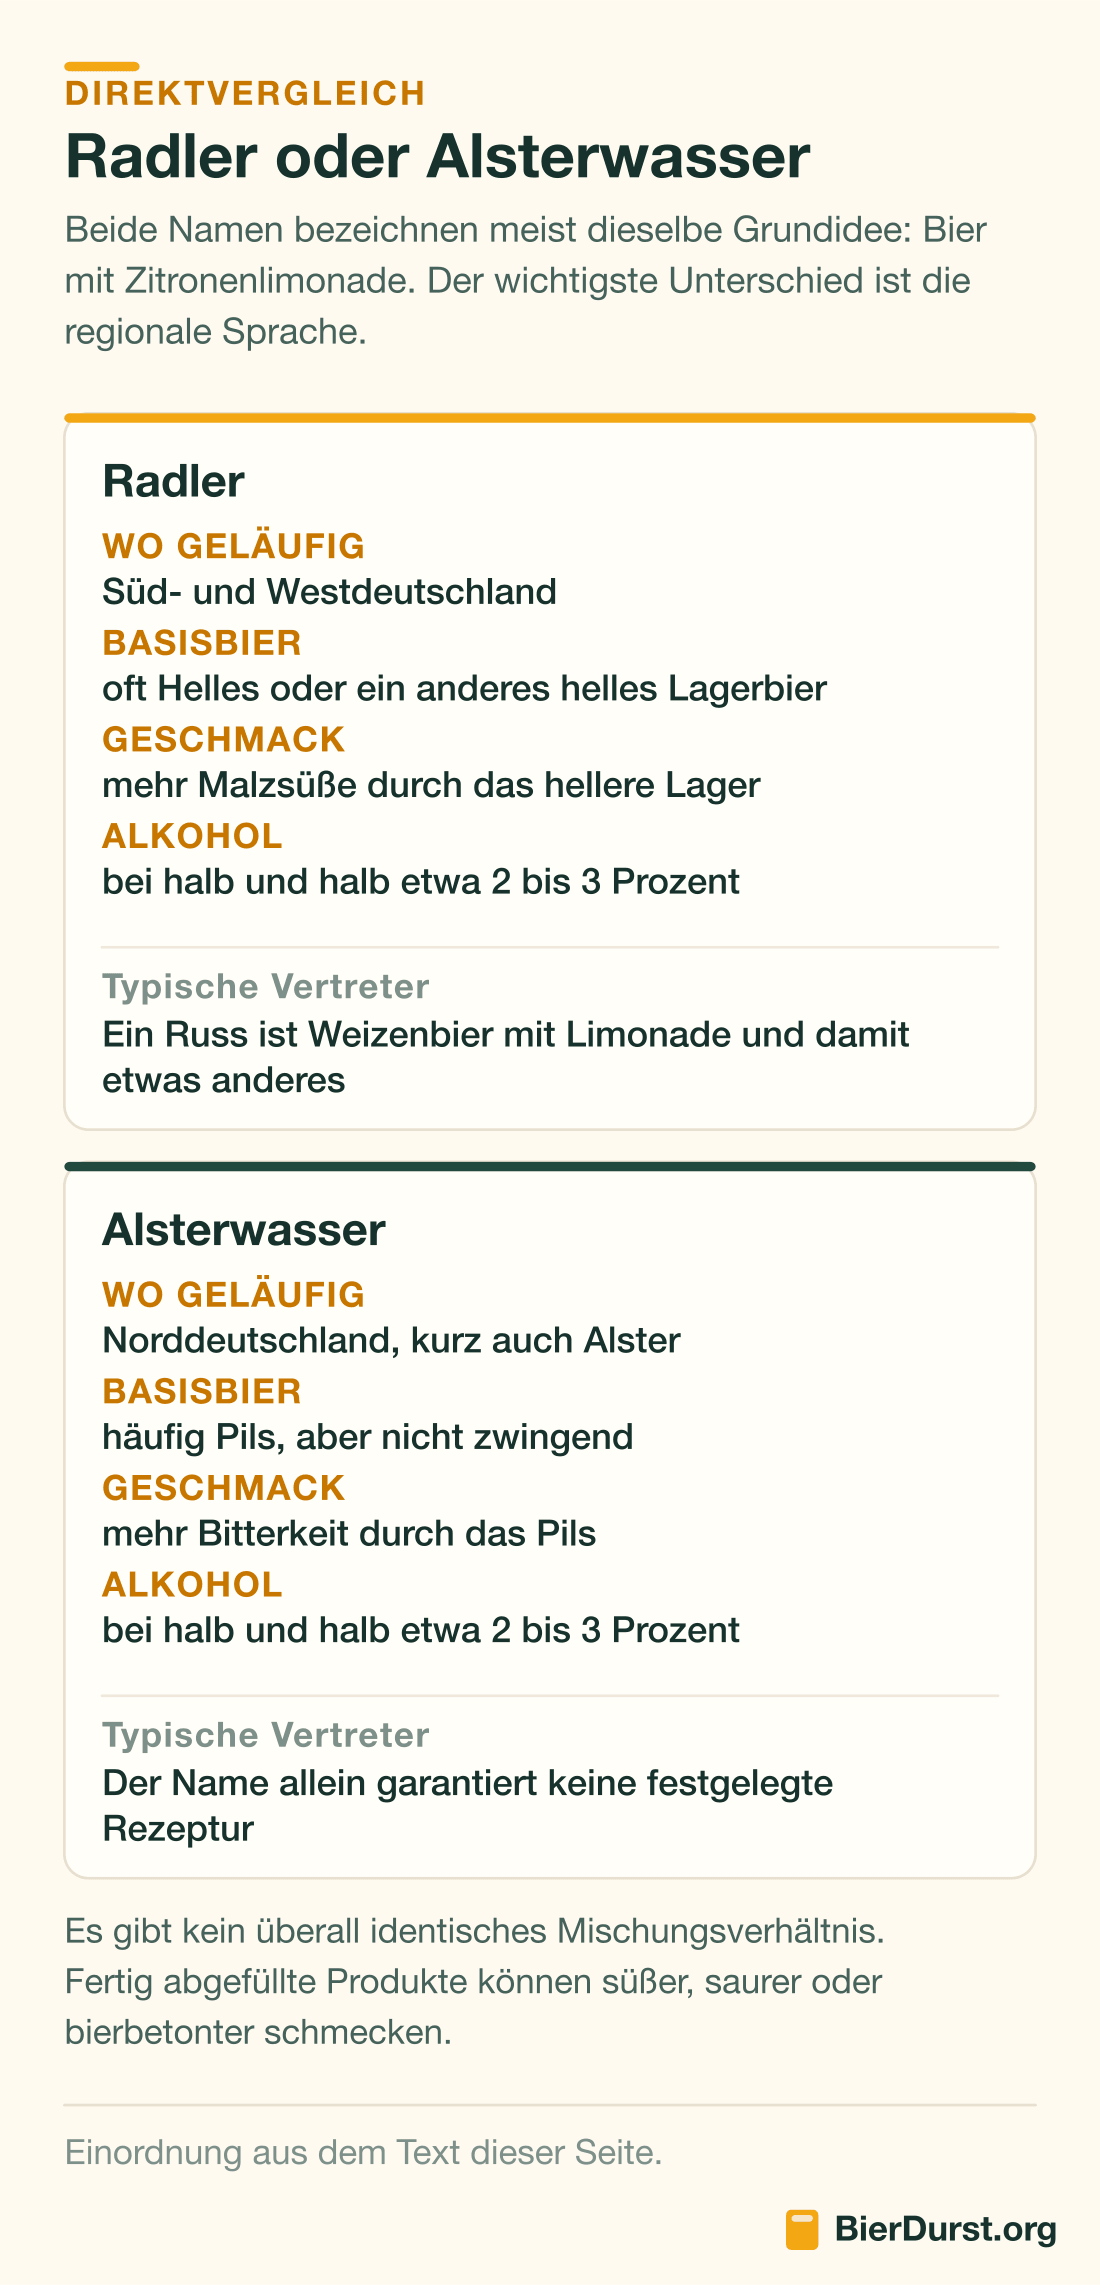 DIREKTVERGLEICH
Radler oder Alsterwasser
Beide Namen bezeichnen meist dieselbe Grundidee: Bier
mit Zitronenlimonade. Der wichtigste Unterschied ist die
regionale Sprache.
Radler
WO GELÄUFIG
Süd- und Westdeutschland
BASISBIER
oft Helles oder ein anderes helles Lagerbier
GESCHMACK
mehr Malzsüße durch das hellere Lager
ALKOHOL
bei halb und halb etwa 2 bis 3 Prozent
Typische Vertreter
Ein Russ ist Weizenbier mit Limonade und damit
etwas anderes
Alsterwasser
WO GELÄUFIG
Norddeutschland, kurz auch Alster
BASISBIER
häufig Pils, aber nicht zwingend
GESCHMACK
mehr Bitterkeit durch das Pils
ALKOHOL
bei halb und halb etwa 2 bis 3 Prozent
Typische Vertreter
Der Name allein garantiert keine festgelegte
Rezeptur
Es gibt kein überall identisches Mischungsverhältnis.
Fertig abgefüllte Produkte können süßer, saurer oder
bierbetonter schmecken.
Einordnung aus dem Text dieser Seite.
BierDurst.org